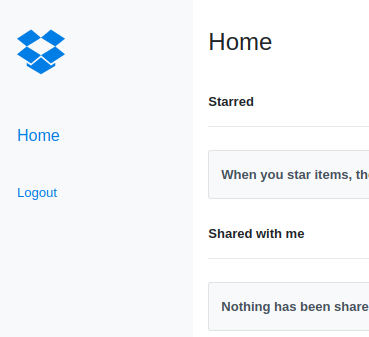 Home
Logout
Home
Starred
When you star items,
Shared with me
Nothing has been